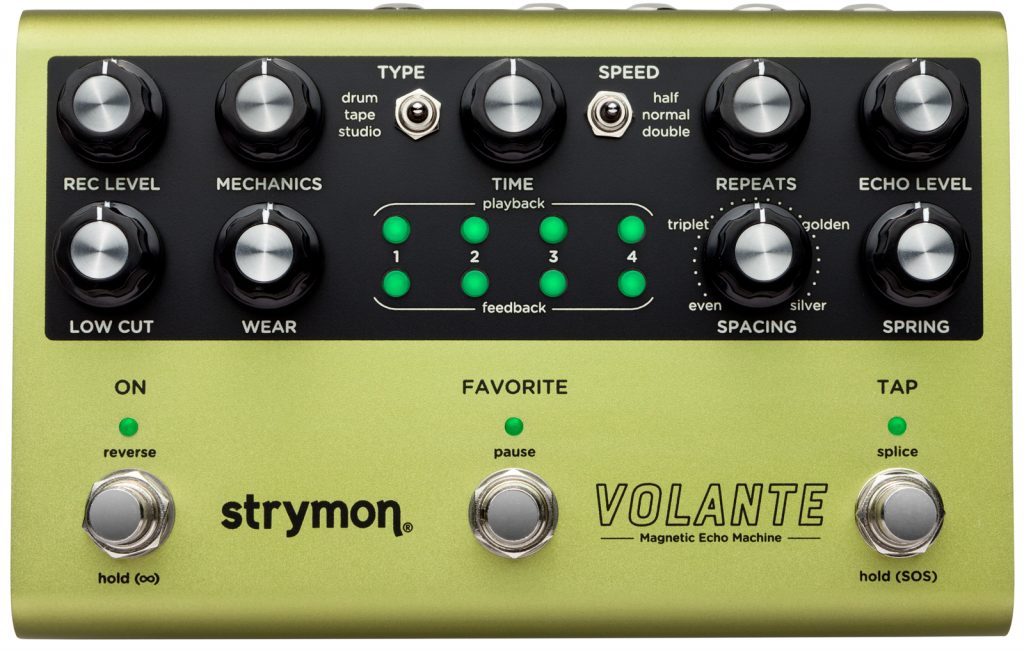 TYPE
SPEED
drum
tape
studio
half
normal
double
REC LEVEL
MECHANICS
TIME
REPEATS
ECHO LEVEL
playback
triplet
golden
1 2 3 4
even
silver
feedback
LOW CUT
WEAR
SPACING
SPRING
ON
FAVORITE
TAP
reverse
pause
splice
strymon®
VOLANTE
Magnetic Echo Machine
hold (∞)
hold (SOS)